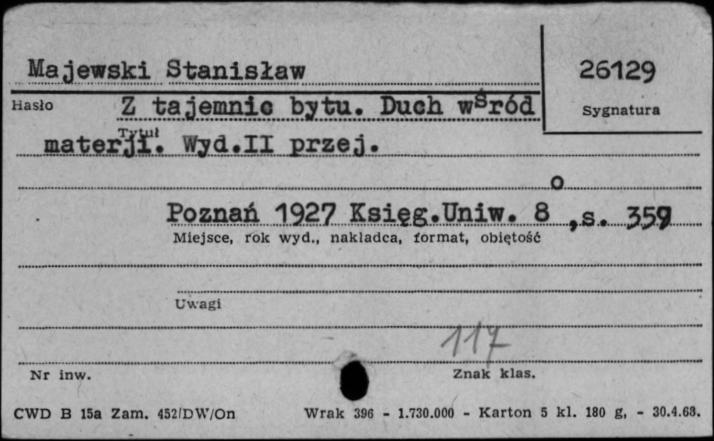 Majewski Stanisław
26129
Hasło
Sygnatura
Z tajemnic bytu. Duch wśród
Tytuł
materji. Wyd.II przej.
Poznań 1927 Księg.Uniw. 8o,s. 359
Miejsce, rok wyd., nakładca, format, objętość
Uwagi
117
Nr inw.
Znak klas.
CWD B 15a Zam. 452/DW/On Wrak 396 - 1.730.000 - Karton 5 kl. 180 g, - 30.4.68.